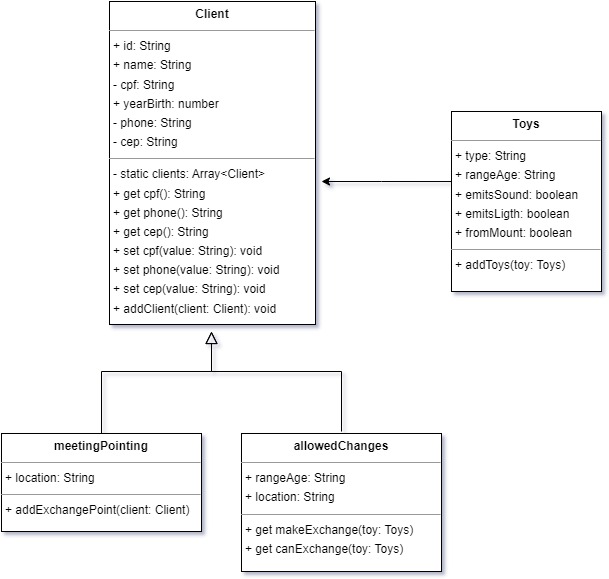 Client
+ id: String
+ name: String
- cpf: String
+ yearBirth: number
- phone: String
- cep: String
- static clients: Array<Client>
+ get cpf(): String
+ get phone(): String
+ get cep(): String
+ set cpf(value: String): void
+ set phone(value: String): void
+ set cep(value: String): void
+ addClient(client: Client): void
Toys
+ type: String
+ rangeAge: String
+ emitsSound: boolean
+ emitsLigth: boolean
+ fromMount: boolean
+ addToys(toy: Toys)
meetingPointing
+ location: String
+ addExchangePoint(client: Client)
allowedChanges
+ rangeAge: String
+ location: String
+ get makeExchange(toy: Toys)
+ get canExchange(toy: Toys)